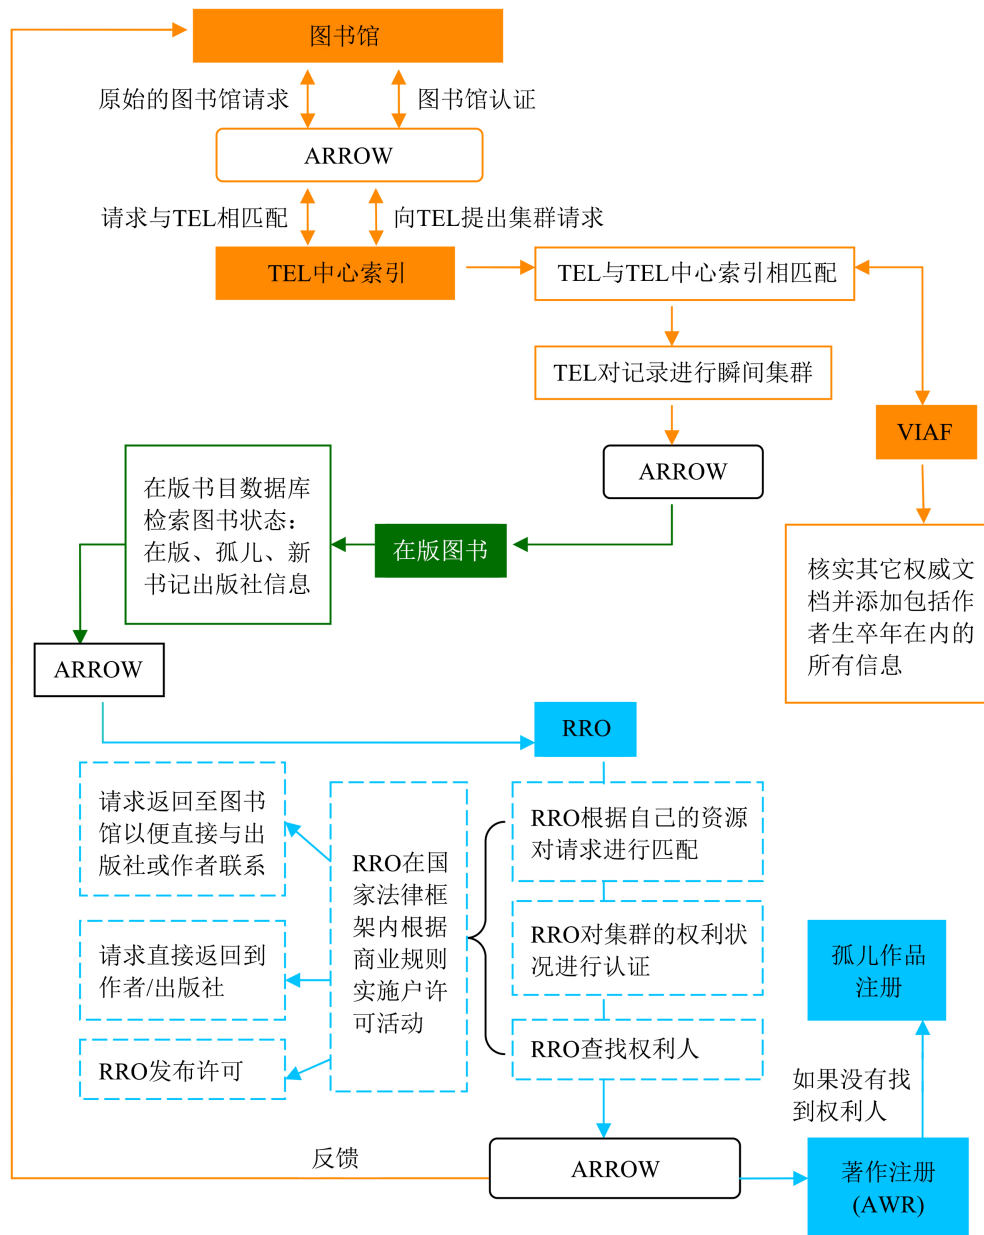 图书馆
原始的图书馆请求
图书馆认证
ARROW
请求与TEL相匹配
向TEL提出集群请求
TEL中心索引
TEL与TEL中心索引相匹配
TEL对记录进行瞬间集群
VIAF
ARROW
在版书目数据库
检索图书状态：
在版、孤儿、新
书记出版社信息
在版图书
核实其它权威文
档并添加包括作
者生卒年在内的
所有信息
ARROW
RRO
请求返回至图书
馆以便直接与出
版社或作者联系
请求直接返回到
作者/出版社
RRO发布许可
RRO在国
家法律框
架内根据
商业规则
实施户许
可活动
RRO根据自己的资源
对请求进行匹配
RRO对集群的权利状
况进行认证
RRO查找权利人
孤儿作品
注册
如果没有找
到权利人
反馈
ARROW
著作注册
(AWR)